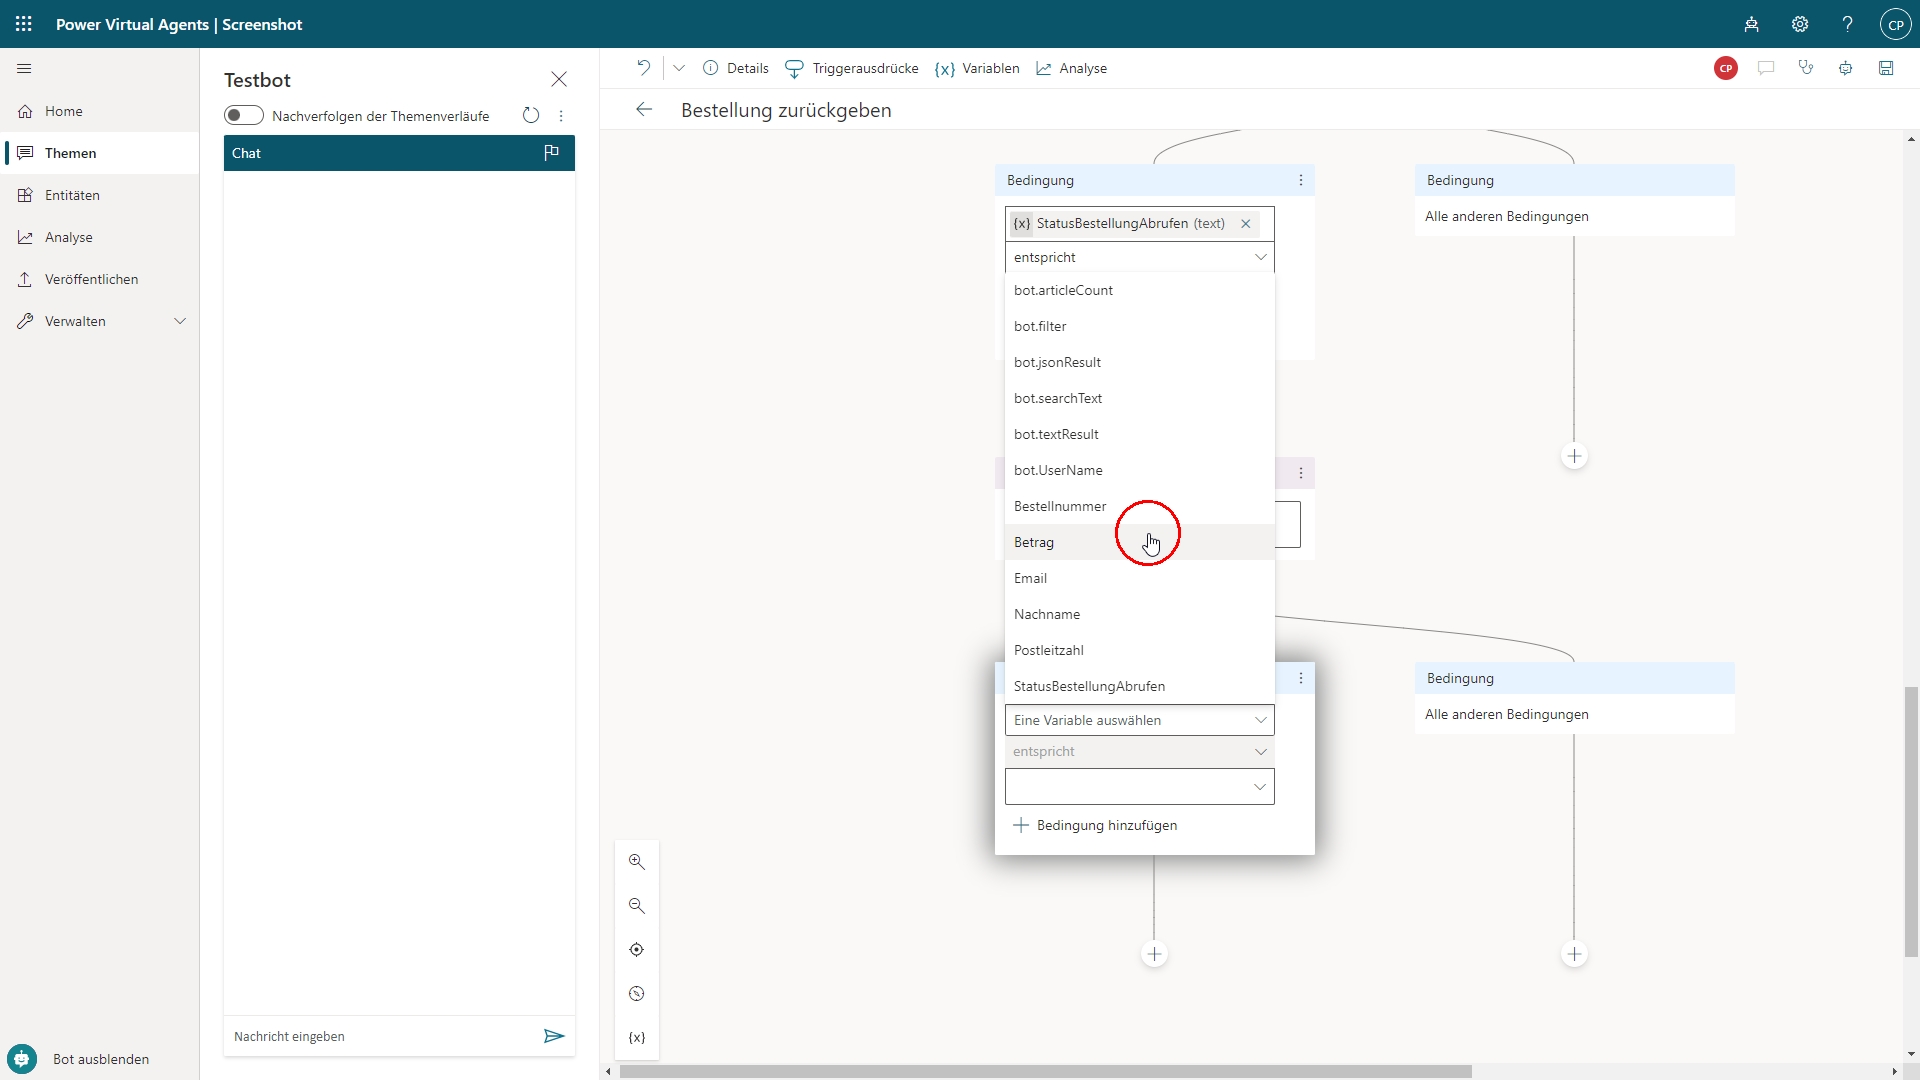 Power Virtual Agents | Screenshot
CP
Home
Themen
Entitäten
Analyse
Veröffentlichen
Verwalten
Bot ausblenden
Testbot
Nachverfolgen der Themenverläufe
Chat
Nachricht eingeben
Details
Triggerausdrücke
{x} Variablen
Analyse
CP
Bestellung zurückgeben
Bedingung
{x} StatusBestellungAbrufen (text)
entspricht
bot.articleCount
bot.filter
bot.jsonResult
bot.searchText
bot.textResult
bot.UserName
Bestellnummer
Betrag
Email
Nachname
Postleitzahl
StatusBestellungAbrufen
Eine Variable auswählen
entspricht
Bedingung hinzufügen
Bedingung
Alle anderen Bedingungen
Bedingung
Alle anderen Bedingungen
{x}